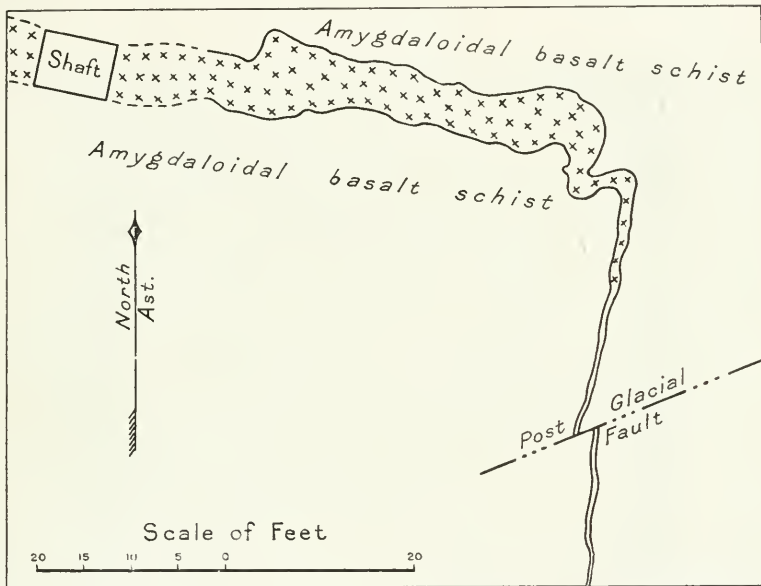 Amygdaloidal basalt schist
Shaft
Amygdaloidal basalt schist
North
Ast.
Post Glacial
Fault
Scale of Feet
20 15 10 5 0 20